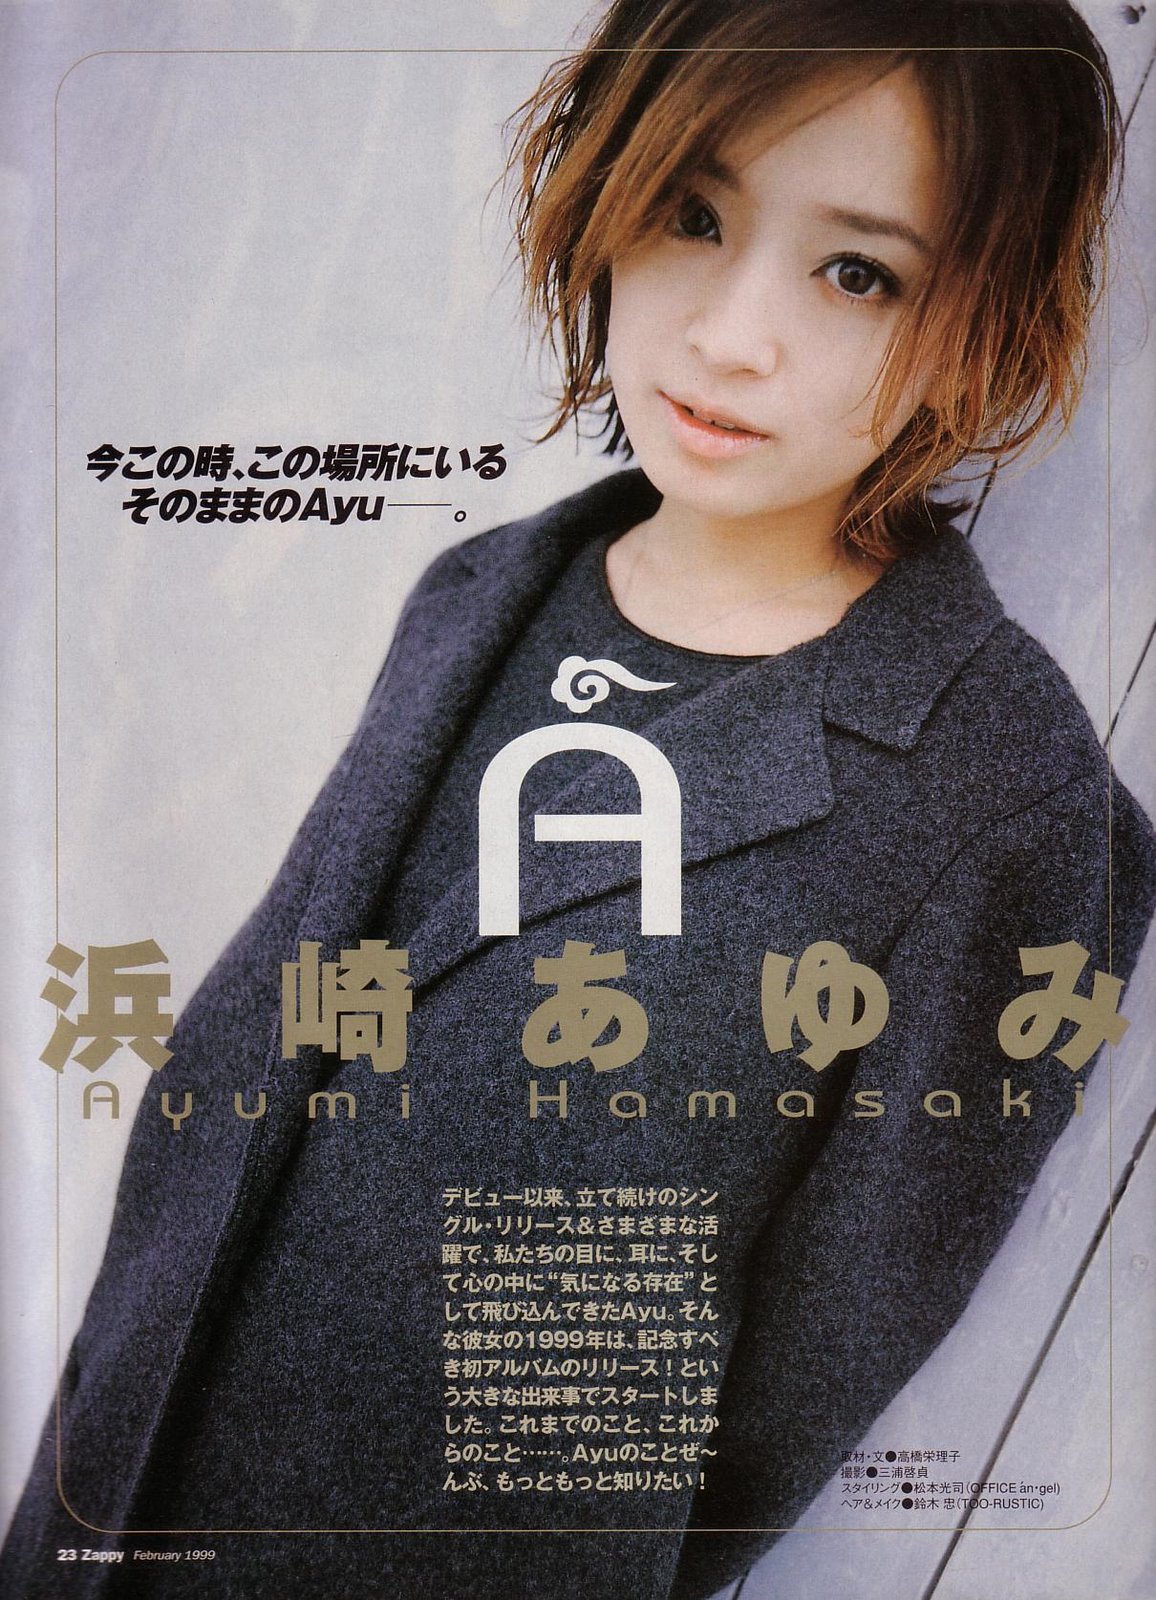 今この時、この場所にいる
そのままのAyu——。
A
浜崎あゆみ
Ayumi Hamasaki
デビュー以来、立て続けのシン
グル・リリース&さまざまな活
躍で、私たちの目に、耳に、そし
て心の中に“気になる存在”と
して飛び込んできたAyu。そん
な彼女の1999年は、記念すべ
き初アルバムのリリース！とい
う大きな出来事でスタートしま
した。これまでのこと、これか
らのこと……。Ayuのことぜ〜
んぶ、もっともっと知りたい！
取材・文●高橋栄理子
撮影●三浦啓貞
スタイリング●松本光司(OFFICE án・gel)
ヘア&メイク●鈴木 忠(TOO-RUSTIC)
23 Zappy February 1999